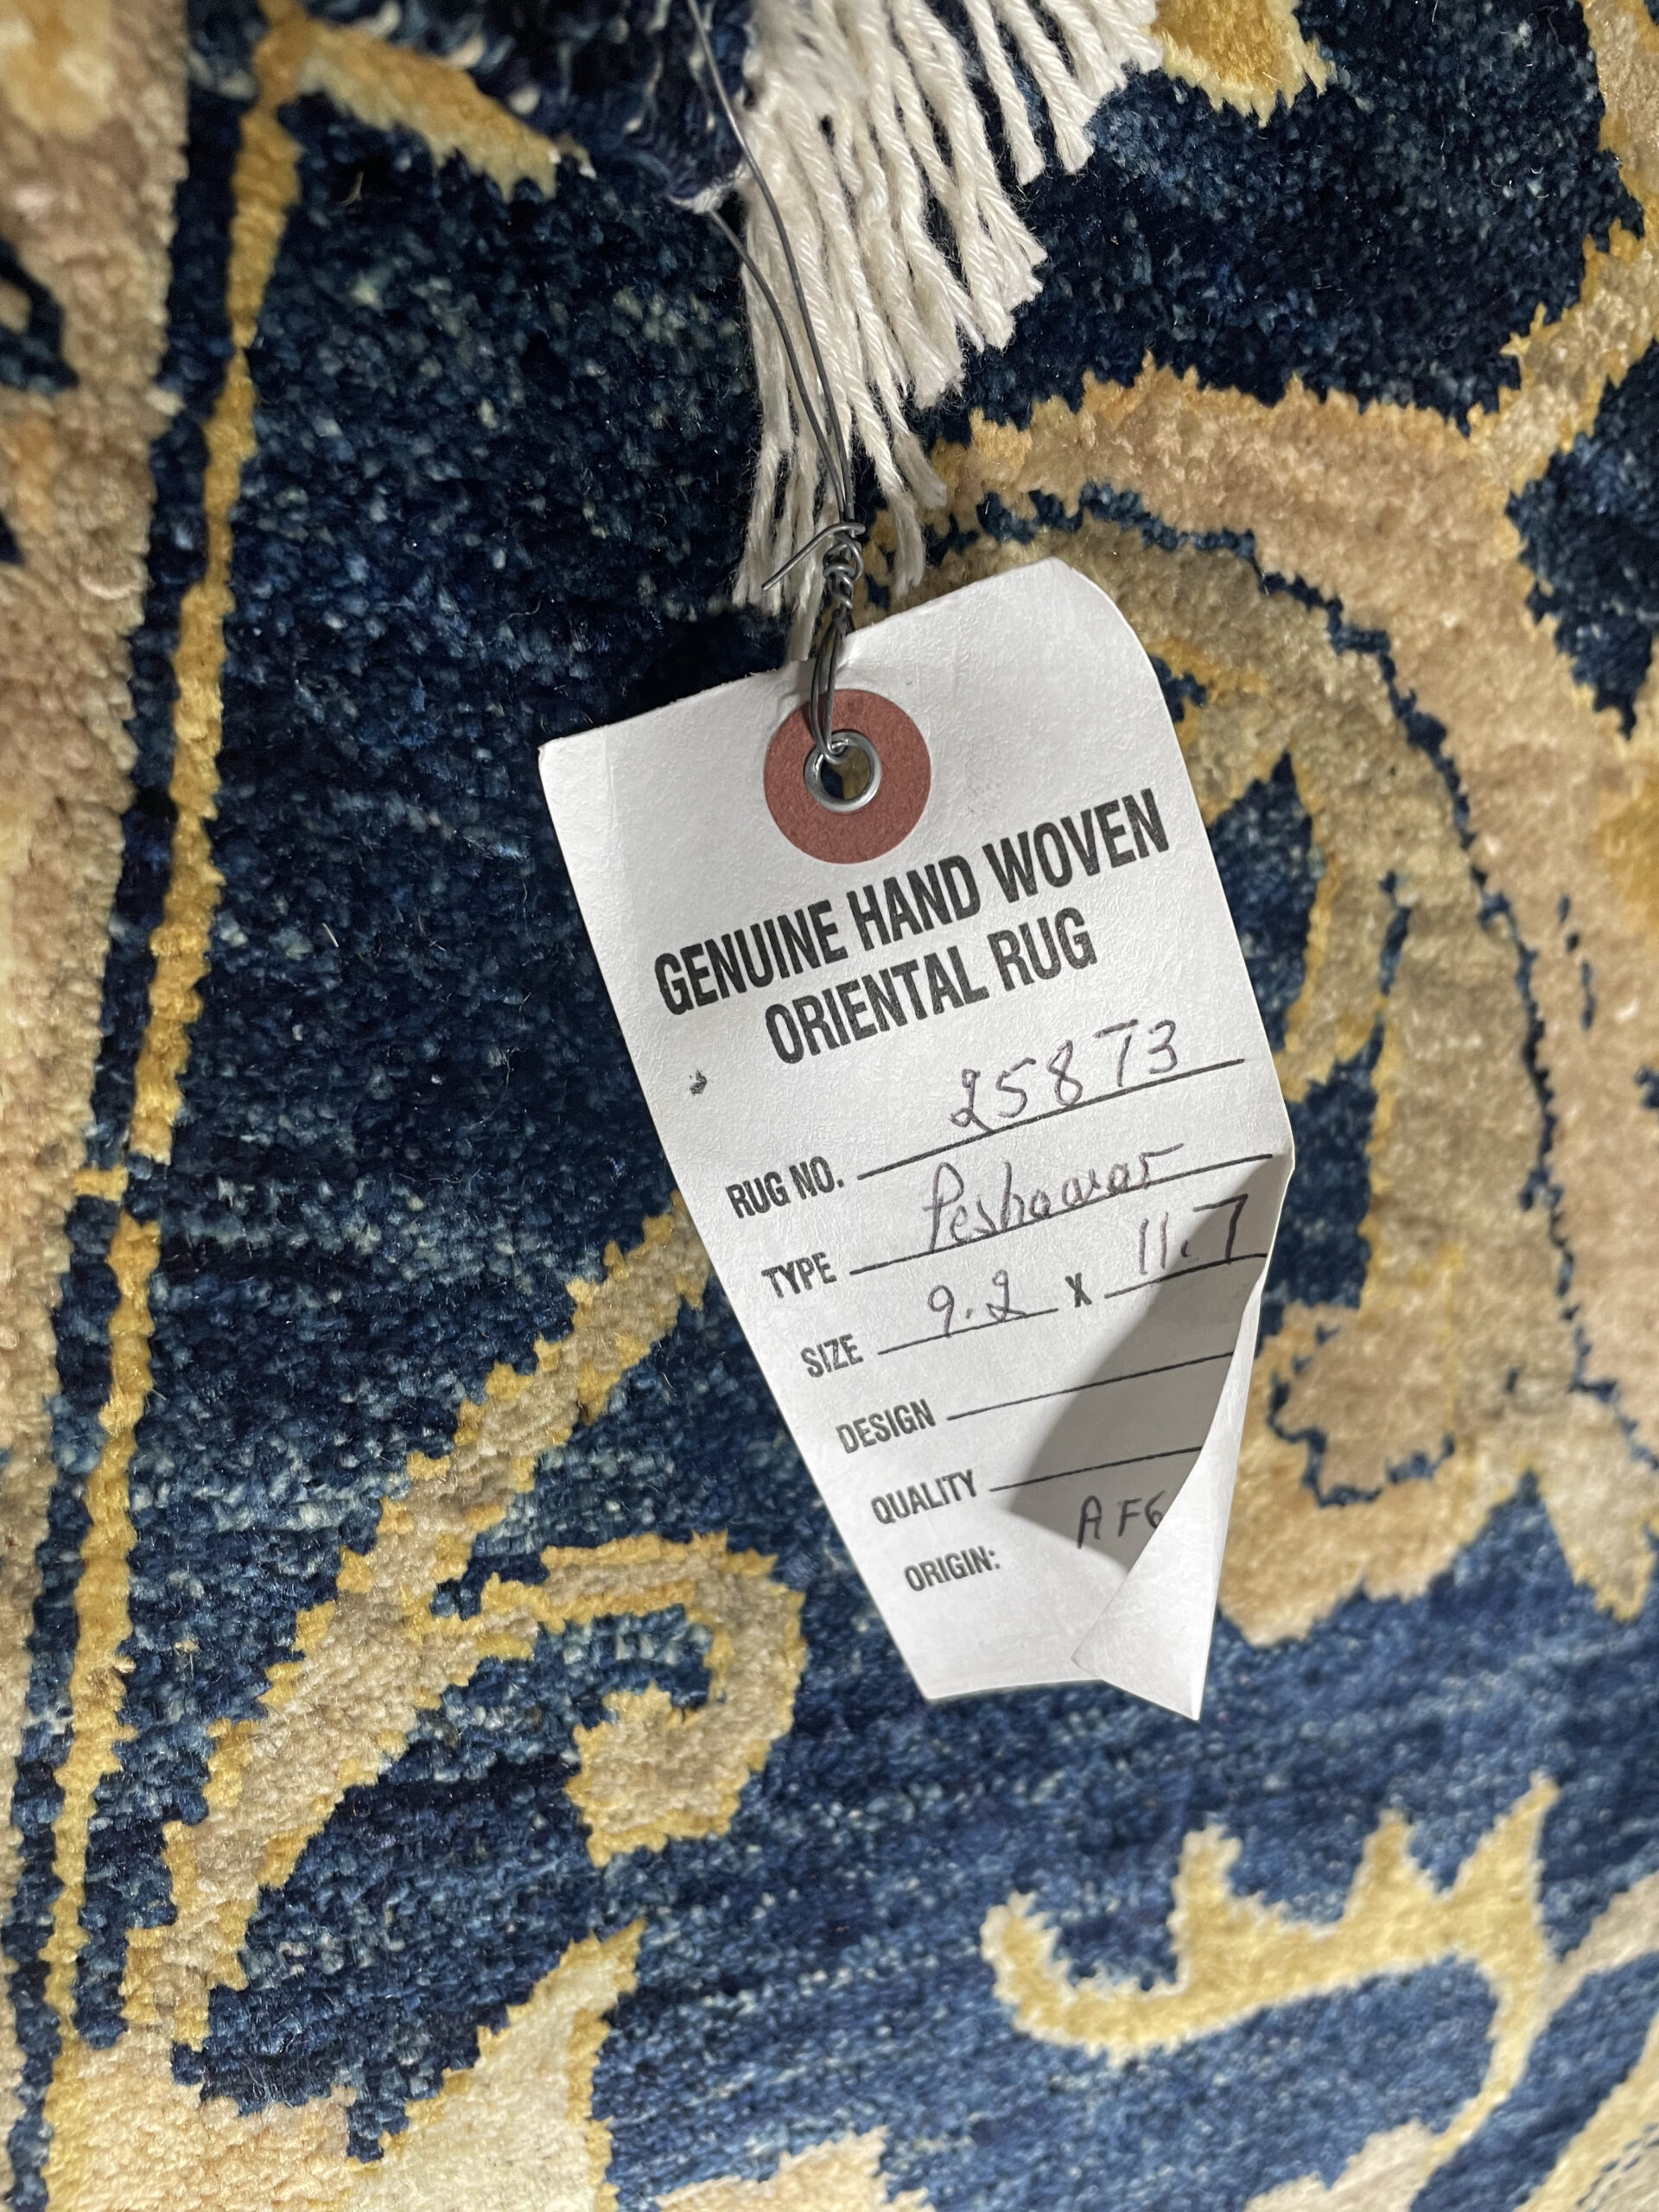 GENUINE HAND WOVEN
ORIENTAL RUG
RUG NO. 25873
TYPE Peshawar
SIZE 9.2 X 11.7
DESIGN
QUALITY
ORIGIN: AFG